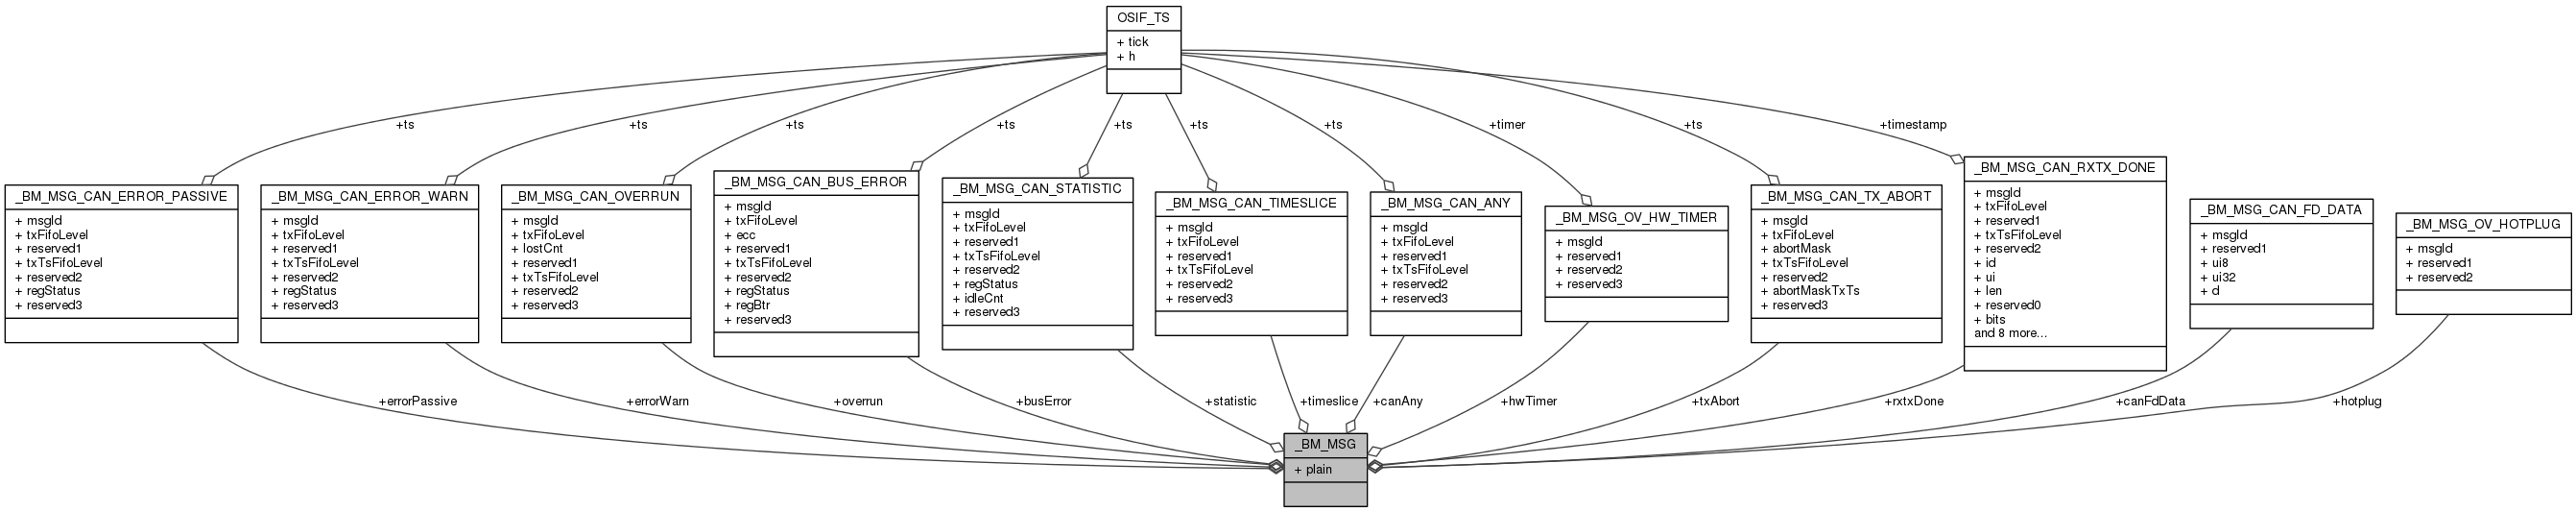 OSIF_TS
+ tick
+ h
+ts
+ts
+ts
+ts
+ts
+ts
+ts
+timer
+ts
+timestamp
_BM_MSG_CAN_ERROR_PASSIVE
+ msgId
+ txFifoLevel
+ reserved1
+ txTsFifoLevel
+ reserved2
+ regStatus
+ reserved3
_BM_MSG_CAN_ERROR_WARN
+ msgId
+ txFifoLevel
+ reserved1
+ txTsFifoLevel
+ reserved2
+ regStatus
+ reserved3
_BM_MSG_CAN_OVERRUN
+ msgId
+ txFifoLevel
+ lostCnt
+ reserved1
+ txTsFifoLevel
+ reserved2
+ reserved3
_BM_MSG_CAN_BUS_ERROR
+ msgId
+ txFifoLevel
+ ecc
+ reserved1
+ txTsFifoLevel
+ reserved2
+ regStatus
+ regBtr
+ reserved3
_BM_MSG_CAN_STATISTIC
+ msgId
+ txFifoLevel
+ reserved1
+ txTsFifoLevel
+ reserved2
+ regStatus
+ idleCnt
+ reserved3
_BM_MSG_CAN_TIMESLICE
+ msgId
+ txFifoLevel
+ reserved1
+ txTsFifoLevel
+ reserved2
+ reserved3
_BM_MSG_CAN_ANY
+ msgId
+ txFifoLevel
+ reserved1
+ txTsFifoLevel
+ reserved2
+ reserved3
_BM_MSG_OV_HW_TIMER
+ msgId
+ reserved1
+ reserved2
+ reserved3
_BM_MSG_CAN_TX_ABORT
+ msgId
+ txFifoLevel
+ abortMask
+ txTsFifoLevel
+ reserved2
+ abortMaskTxTs
+ reserved3
_BM_MSG_CAN_RXTX_DONE
+ msgId
+ txFifoLevel
+ reserved1
+ txTsFifoLevel
+ reserved2
+ id
+ ui
+ len
+ reserved0
+ bits
and 8 more...
_BM_MSG_CAN_FD_DATA
+ msgId
+ reserved1
+ ui8
+ ui32
+ d
_BM_MSG_OV_HOTPLUG
+ msgId
+ reserved1
+ reserved2
+errorPassive
+errorWarn
+overrun
+busError
+statistic
+timeslice
+canAny
+hwTimer
+txAbort
+rxtxDone
+canFdData
+hotplug
_BM_MSG
+ plain